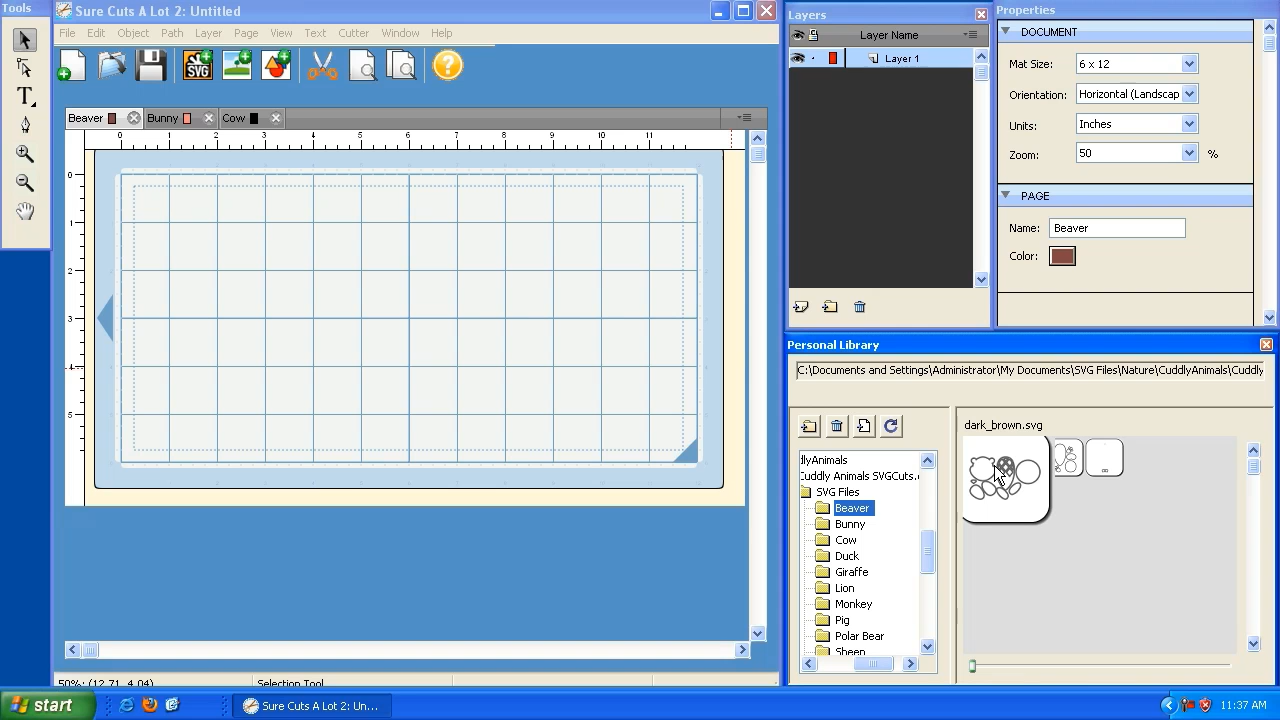 Tools
Sure Cuts A Lot 2: Untitled
File Edit Object Path Layer Page View Text Cutter Window Help
SVG
Beaver Bunny Cow
0 1 2 3 4 5 6 7 8 9 10 11
0
1
2
3
4
5
50%: (12.71, 4.04) Selection Tool
Layers
Layer Name
Layer 1
Properties
DOCUMENT
Mat Size: 6 x 12
Orientation: Horizontal (Landscap
Units: Inches
Zoom: 50 %
PAGE
Name: Beaver
Color:
Personal Library
C:\Documents and Settings\Administrator\My Documents\SVG Files\Nature\CuddlyAnimals\Cuddly
dark_brown.svg
llyAnimals
Cuddly Animals SVGCuts.
SVG Files
Beaver
Bunny
Cow
Duck
Giraffe
Lion
Monkey
Pig
Polar Bear
Sheep
start
Sure Cuts A Lot 2: Un...
11:37 AM